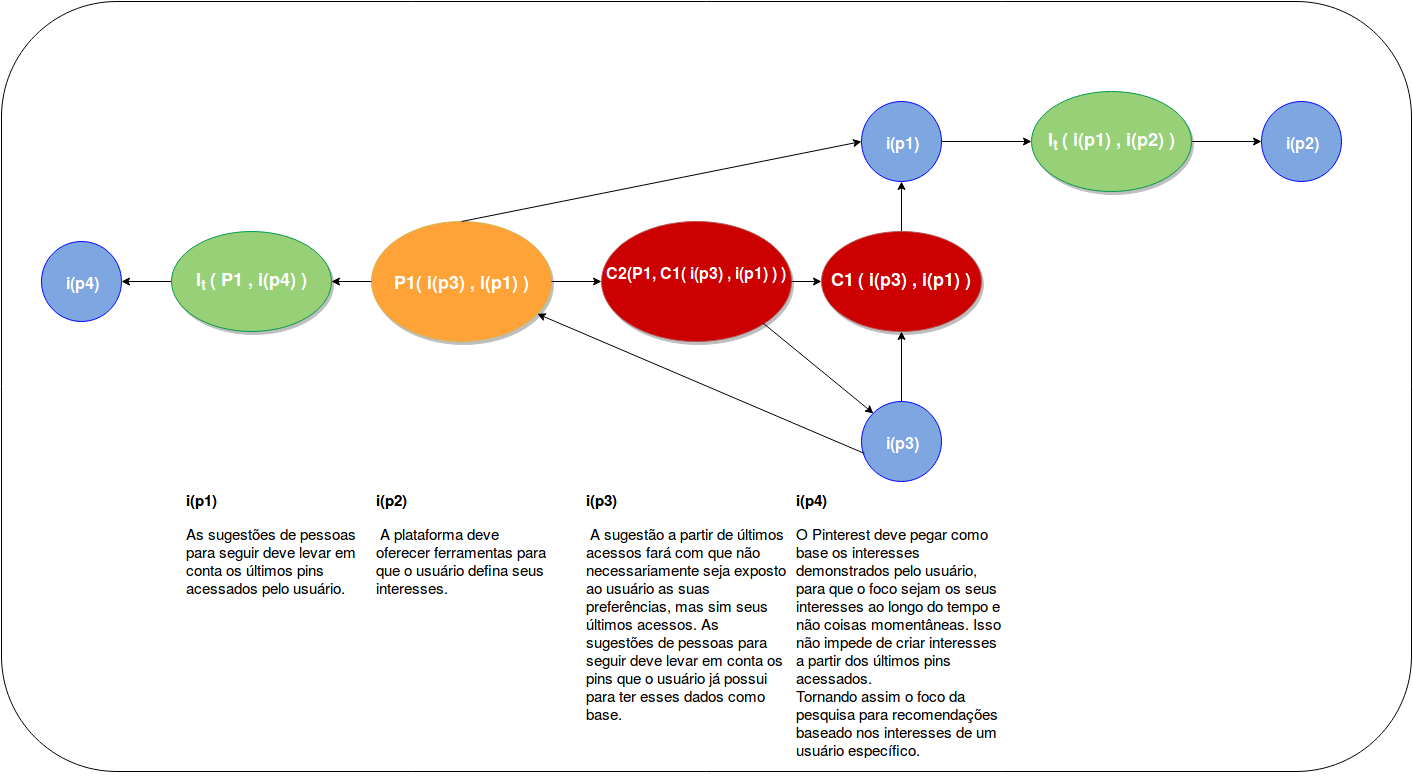 i(p1)
I_t ( i(p1) , i(p2) )
i(p2)
i(p4)
I_t ( P1 , i(p4) )
P1( i(p3) , i(p1) )
C2(P1, C1( i(p3) , i(p1) ) )
C1 ( i(p3) , i(p1) )
i(p3)
i(p1)
As sugestões de pessoas
para seguir deve levar em
conta os últimos pins
acessados pelo usuário.
i(p2)
A plataforma deve
oferecer ferramentas para
que o usuário defina seus
interesses.
i(p3)
A sugestão a partir de últimos
acessos fará com que não
necessariamente seja exposto
ao usuário as suas
preferências, mas sim seus
últimos acessos. As
sugestões de pessoas para
seguir deve levar em conta os
pins que o usuário já possui
para ter esses dados como
base.
i(p4)
O Pinterest deve pegar como
base os interesses
demonstrados pelo usuário,
para que o foco sejam os seus
interesses ao longo do tempo e
não coisas momentâneas. Isso
não impede de criar interesses
a partir dos últimos pins
acessados.
Tornando assim o foco da
pesquisa para recomendações
baseado nos interesses de um
usuário específico.